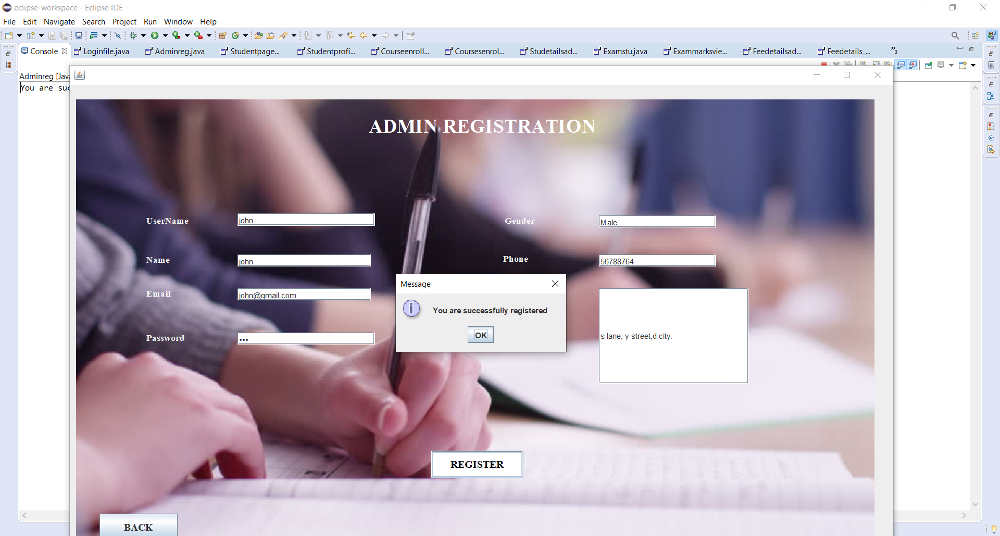 eclipse-workspace - Eclipse IDE
File Edit Navigate Search Project Run Window Help
Console Loginfile.java Adminreg.java Studentpage... Studentprofi... Courseenroll... Coursesenrol... Studetailsad... Examstu.java Exammarksvie... Feedetailsad... Feedetails_... »3
Adminreg [Java
You are suc
ADMIN REGISTRATION
UserName john Gender Male
Name john Phone 56788764
Message
Email john@gmail.com
You are successfully registered
OK
Password ••• s lane, y street,d city.
REGISTER
BACK